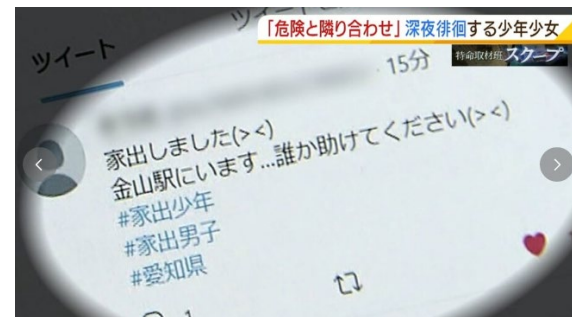 「危険と隣り合わせ」深夜徘徊する少年少女
特命取材班 スクープ
ツイート
15分
家出しました(><)
金山駅にいます...誰か助けてください(><)
#家出少年
#家出男子
#愛知県
1